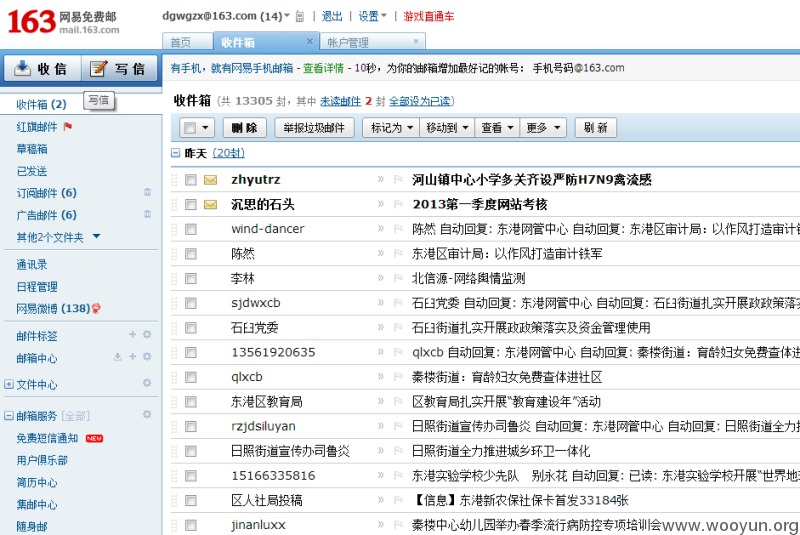 163 网易免费邮
mail.163.com
dgwgzx@163.com (14) | 退出 | 设置 | 游戏直通车
首页 收件箱 × 帐户管理 ×
收信 写信
有手机，就有网易手机邮箱 - 查看详情 - 10秒，为你的邮箱增加最好记的帐号： 手机号码@163.com
写信
收件箱 (2)
红旗邮件
草稿箱
已发送
订阅邮件 (6)
广告邮件 (6)
其他2个文件夹
通讯录
日程管理
网易微博 (138)
邮件标签
邮箱中心
文件中心
邮箱服务 [全部]
免费短信通知 NEW
用户俱乐部
简历中心
集邮中心
随身邮
收件箱 (共 13305 封，其中 未读邮件 2 封 全部设为已读)
删 除 举报垃圾邮件 标记为 移动到 查看 更多 刷 新
昨天 (20封)
zhyutrz » 河山镇中心小学多关齐设严防H7N9禽流感
沉思的石头 » 2013第一季度网站考核
wind-dancer » 陈然 自动回复: 东港网管中心 自动回复: 东港区审计局：以作风打造审计铁
陈然 » 东港区审计局：以作风打造审计铁军
李林 » 北信源-网络舆情监测
sjdwxcb » 石臼党委 自动回复: 东港网管中心 自动回复: 石臼街道扎实开展政政策落实
石臼党委 » 石臼街道扎实开展政政策落实及资金管理使用
13561920635 » qlxcb 自动回复: 东港网管中心 自动回复: 秦楼街道：育龄妇女免费查体进
qlxcb » 秦楼街道：育龄妇女免费查体进社区
东港区教育局 » 区教育局扎实开展“教育建设年”活动
rzjdsiluyan » 日照街道宣传办司鲁炎 自动回复: 东港网管中心 自动回复: 日照街道全力推
日照街道宣传办司鲁炎 » 日照街道全力推进城乡环卫一体化
15166335816 » 东港实验学校少先队 别永花 自动回复: 已读: 东港实验学校开展“世界地球
区人社局投稿 » 【信息】东港新农保社保卡首发33184张
jinanluxx » 秦楼中心幼儿园举办春季流行病防控专项培训会
www.wooyun.org